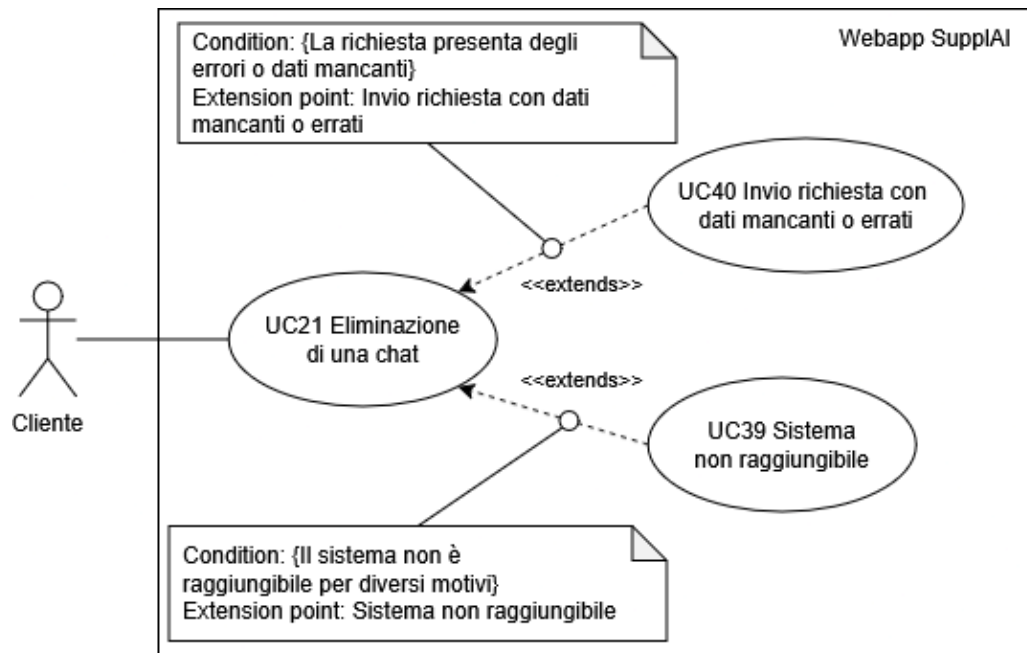 Condition: {La richiesta presenta degli
errori o dati mancanti}
Extension point: Invio richiesta con dati
mancanti o errati
Webapp SupplAI
UC40 Invio richiesta con
dati mancanti o errati
<<extends>>
UC21 Eliminazione
di una chat
Cliente
<<extends>>
UC39 Sistema
non raggiungibile
Condition: {Il sistema non è
raggiungibile per diversi motivi}
Extension point: Sistema non raggiungibile